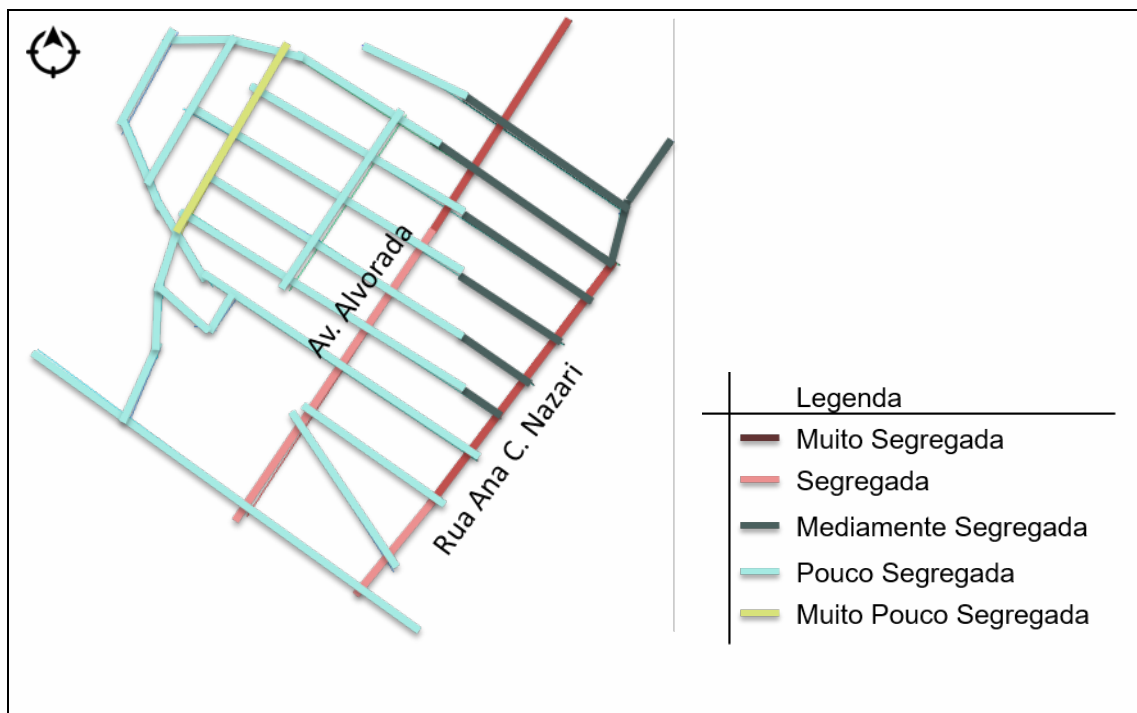 Av. Alvorada
Rua Ana C. Nazari
Legenda
Muito Segregada
Segregada
Mediamente Segregada
Pouco Segregada
Muito Pouco Segregada